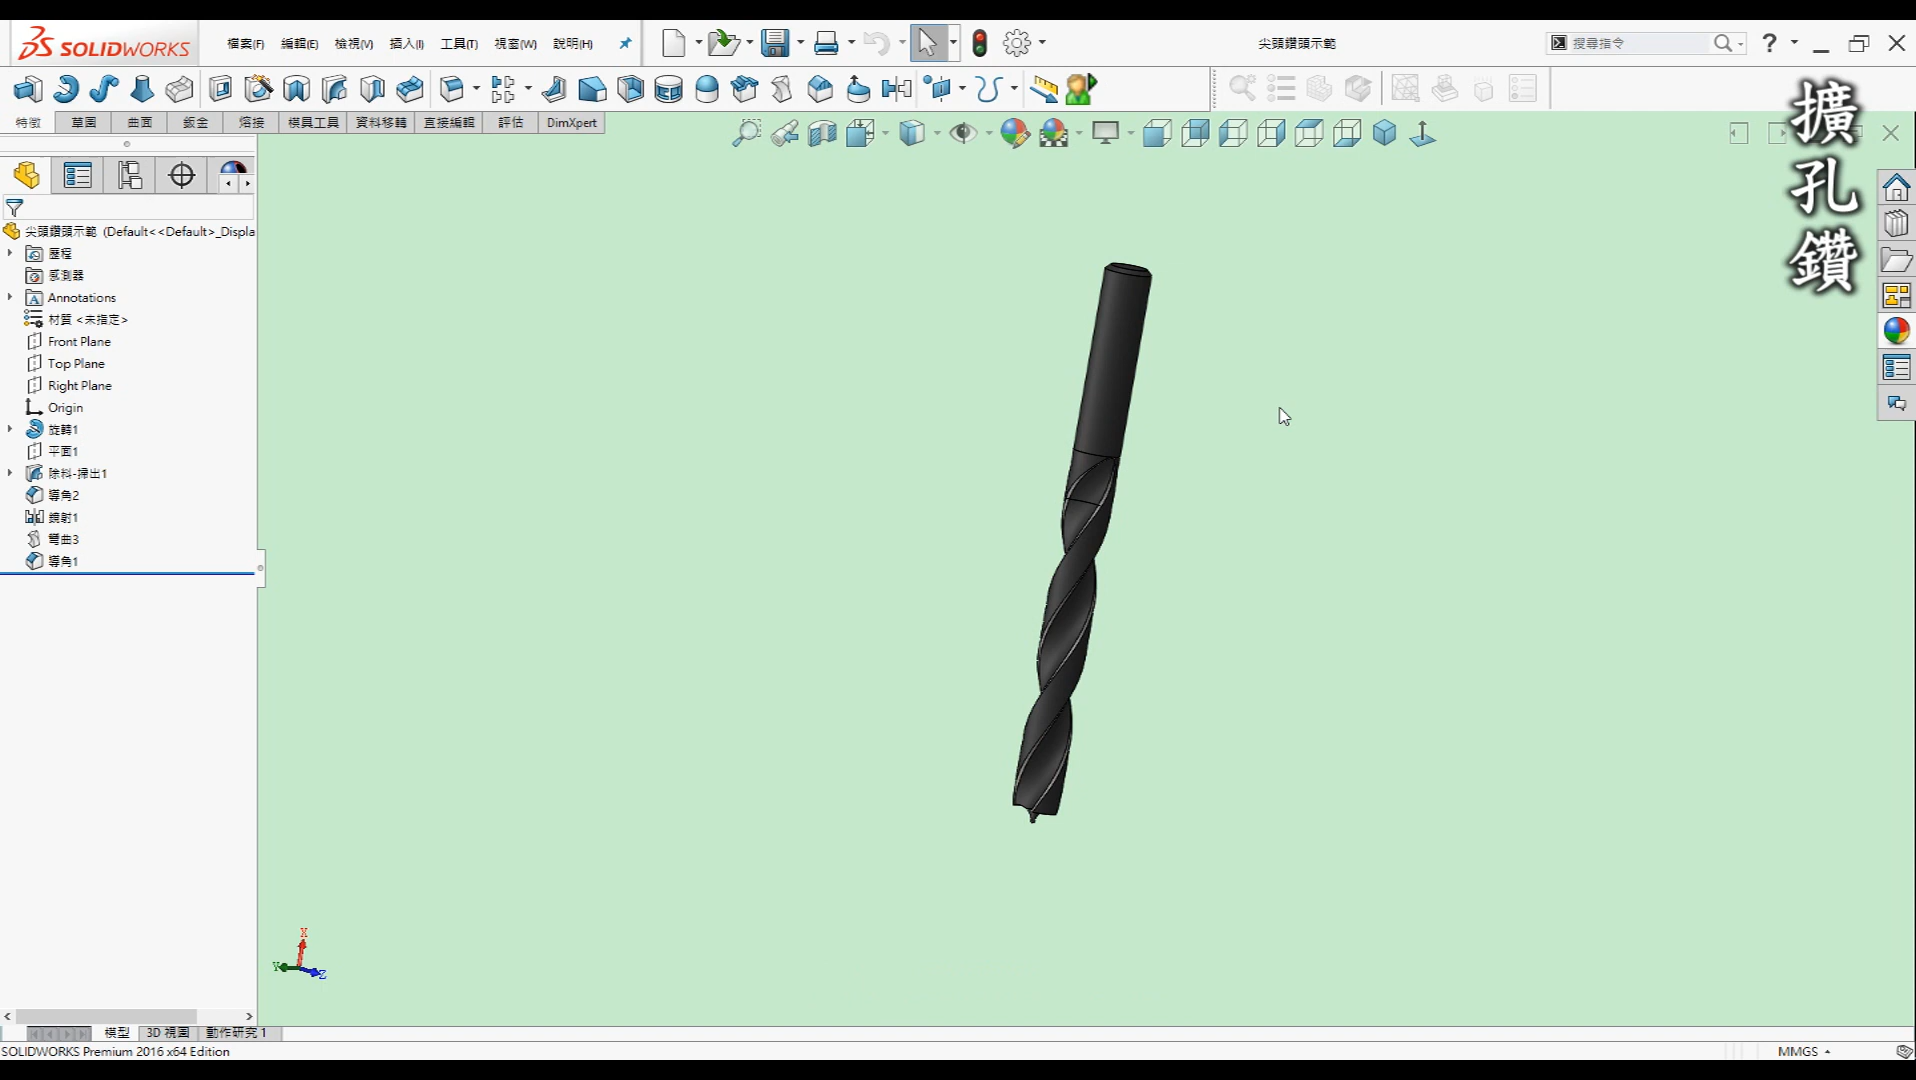 SOLIDWORKS
檔案(F) 編輯(E) 檢視(V) 插入(I) 工具(T) 視窗(W) 說明(H)
尖頭鑽頭示範
搜尋指令
特徵 草圖 曲面 鈑金 熔接 模具工具 資料移轉 直接編輯 評估 DimXpert
擴孔鑽
尖頭鑽頭示範 (Default<<Default>_Displa
歷程
感測器
Annotations
材質 <未指定>
Front Plane
Top Plane
Right Plane
Origin
旋轉1
平面1
除料-掃出1
導角2
鏡射1
彎曲3
導角1
X
Y
Z
模型 3D 視圖 動作研究 1
SOLIDWORKS Premium 2016 x64 Edition
MMGS